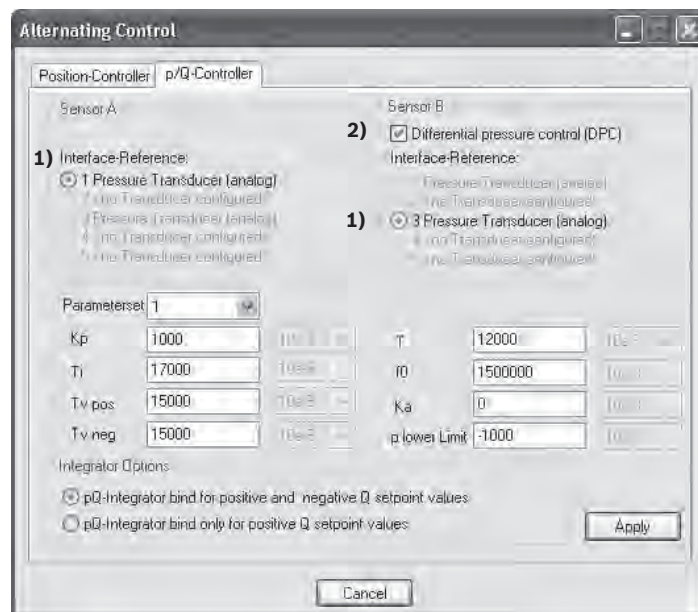 Alternating Control
Position-Controller
p/Q-Controller
Sensor A
1) Interface-Reference:
1 Pressure Transducer (analog)
2 no Transducer configured*
3 Pressure Transducer (analog)
4 no Transducer configured*
5 no Transducer configured*
Parameterset 1
Kp 1000
Ti 17000
Tv pos 15000
Tv neg 15000
Sensor B
2) Differential pressure control (DPC)
Interface-Reference:
Pressure Transducer (analog)
no Transducer configured*
1) 3 Pressure Transducer (analog)
no Transducer configured*
no Transducer configured*
T 12000
f0 1500000
Ka 0
p lower Limit -1000
Integrator Options
pQ-Integrator bind for positive and negative Q setpoint values
pQ-Integrator bind only for positive Q setpoint values
Apply
Cancel